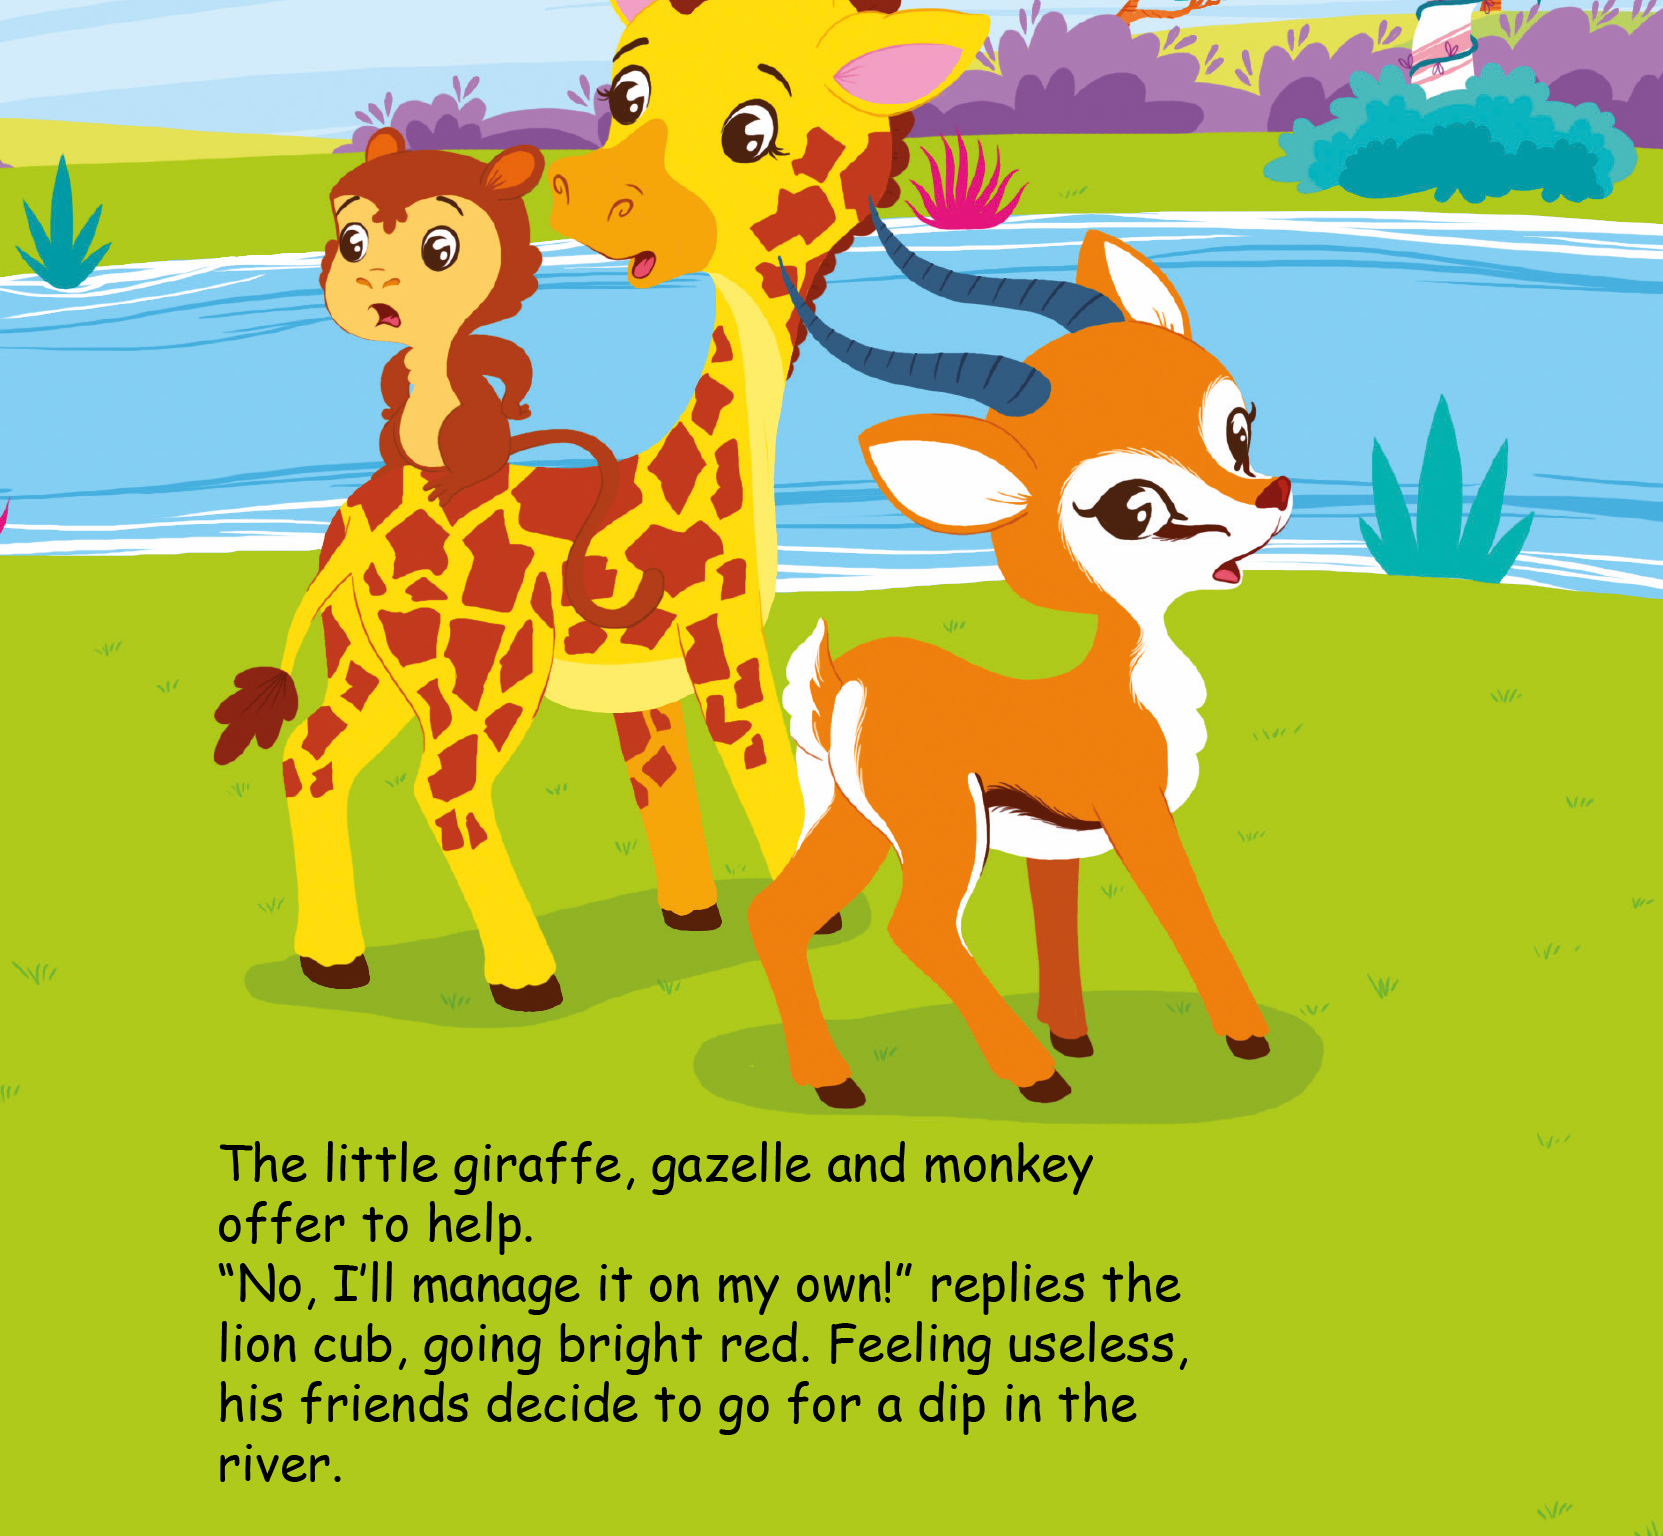 The little giraffe, gazelle and monkey
offer to help.
“No, I’ll manage it on my own!” replies the
lion cub, going bright red. Feeling useless,
his friends decide to go for a dip in the
river.